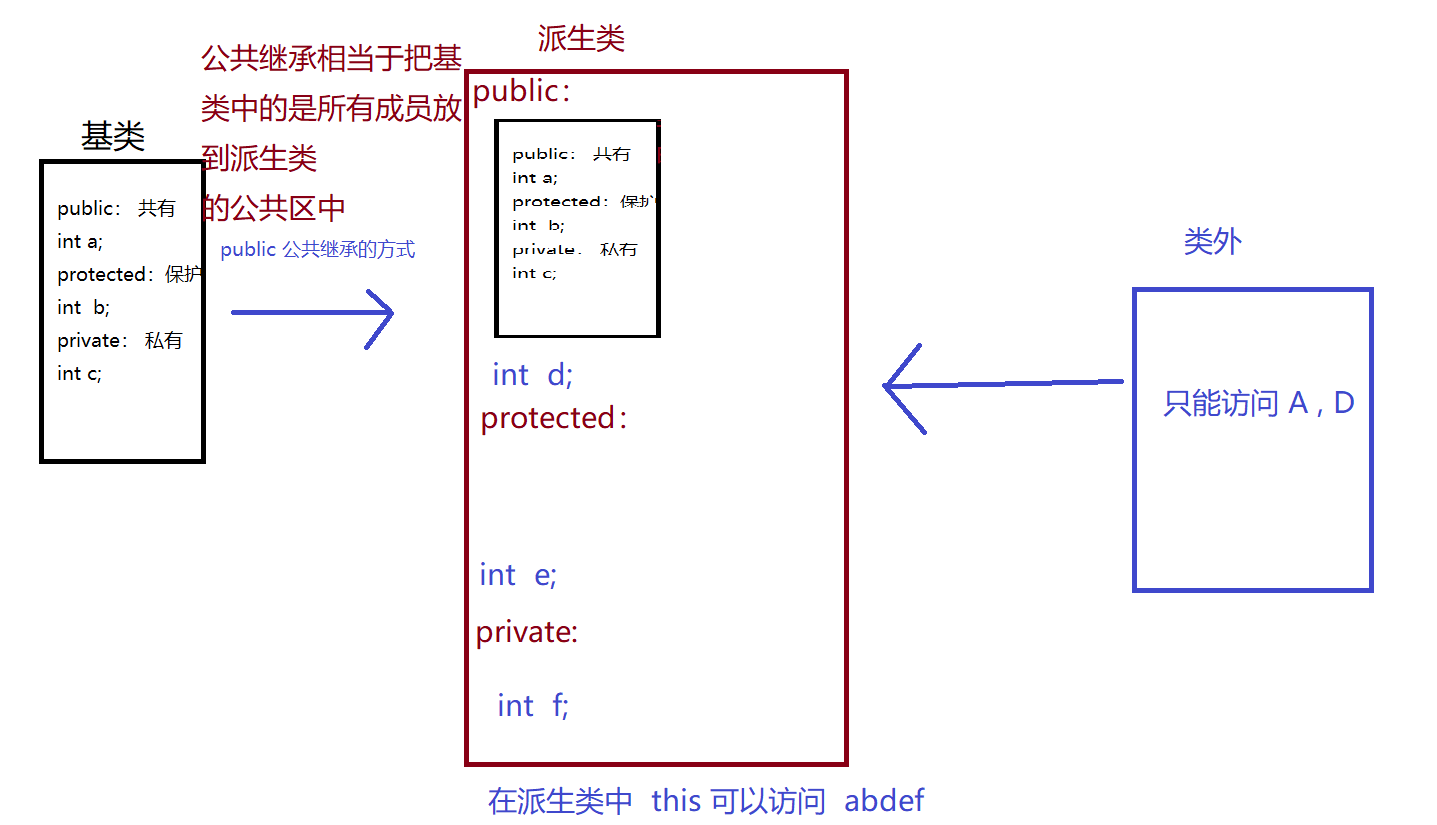 派生类
公共继承相当于把基
类中的是所有成员放
到派生类
的公共区中
public 公共继承的方式
基类
public： 共有
int a;
protected：保护
int  b;
private： 私有
int c;
public：
public： 共有
int a;
protected：保护
int  b;
private． 私有
int c;
int  d;
protected：
int  e;
private:
int  f;
在派生类中  this 可以访问  abdef
类外
只能访问 A , D